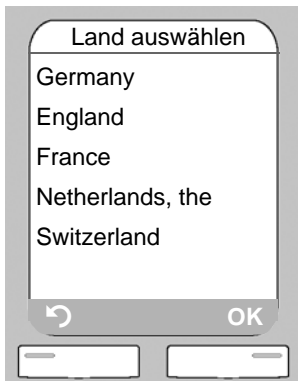 Land auswählen
Germany
England
France
Netherlands, the
Switzerland
OK